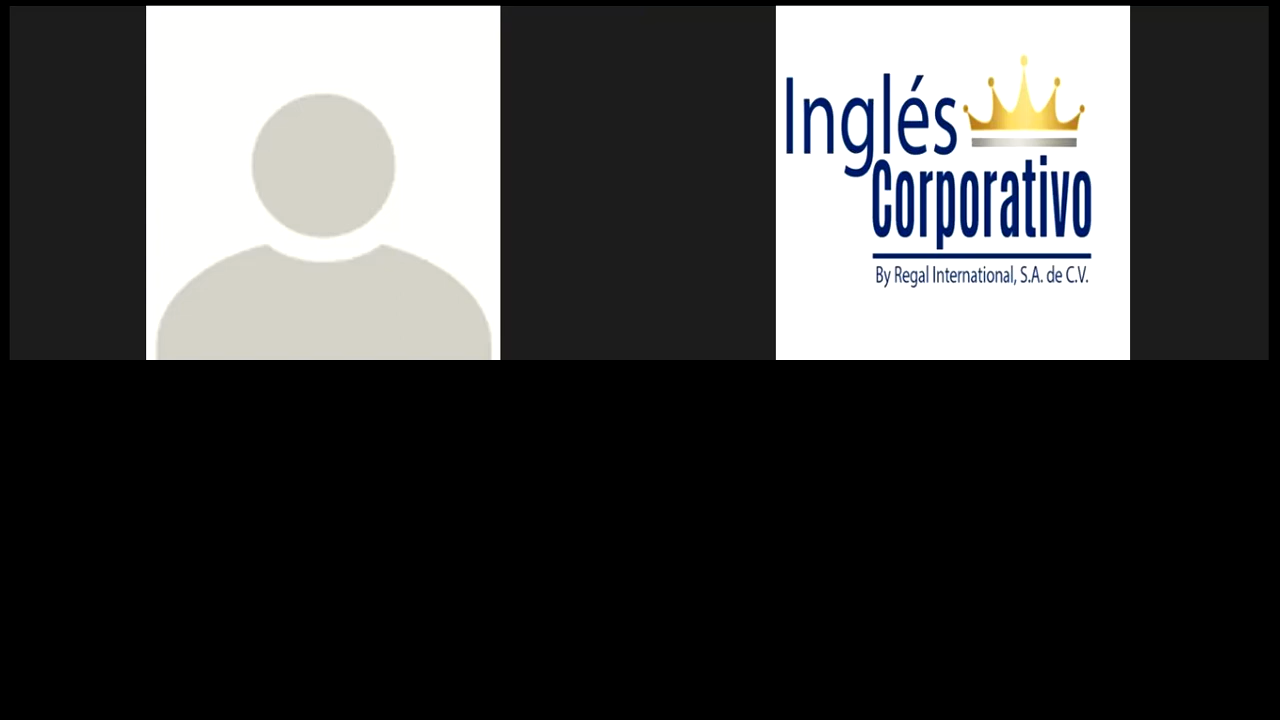 Inglés
Corporativo
By Regal International, S.A. de C.V.